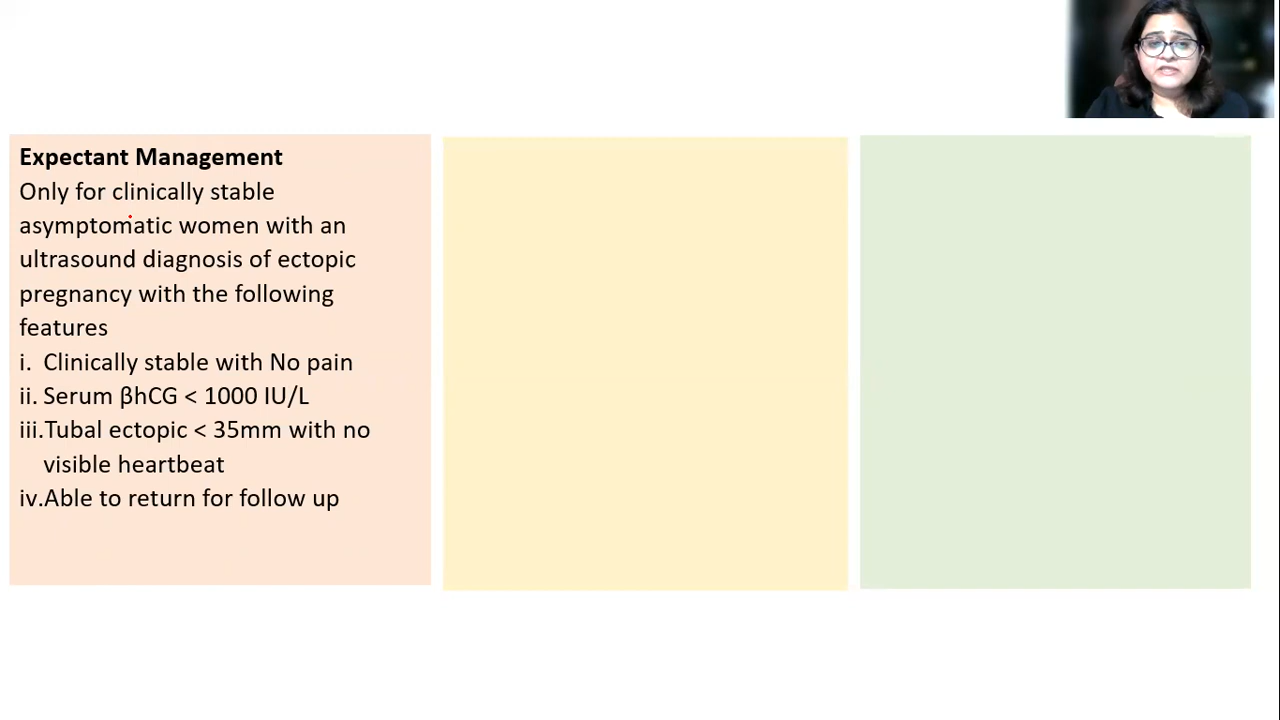 Expectant Management
Only for clinically stable
asymptomatic women with an
ultrasound diagnosis of ectopic
pregnancy with the following
features
i. Clinically stable with No pain
ii. Serum βhCG < 1000 IU/L
iii.Tubal ectopic < 35mm with no
visible heartbeat
iv.Able to return for follow up